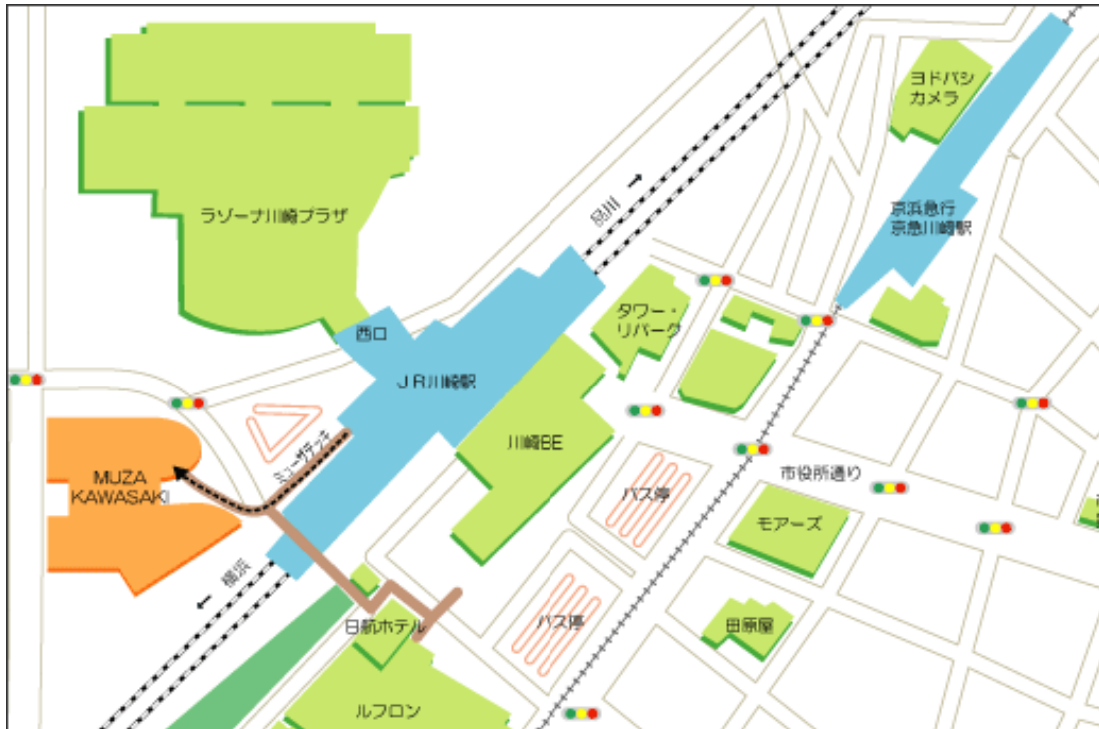 ヨドバシ
カメラ
品川
→
京浜急行
京急川崎駅
ラゾーナ川崎プラザ
タワー・
リパーク
西口
JR川崎駅
川崎BE
ミューザデッキ
MUZA
KAWASAKI
市役所通り
バス停
モアーズ
横浜
←
バス停
日航ホテル
田原屋
ルフロン